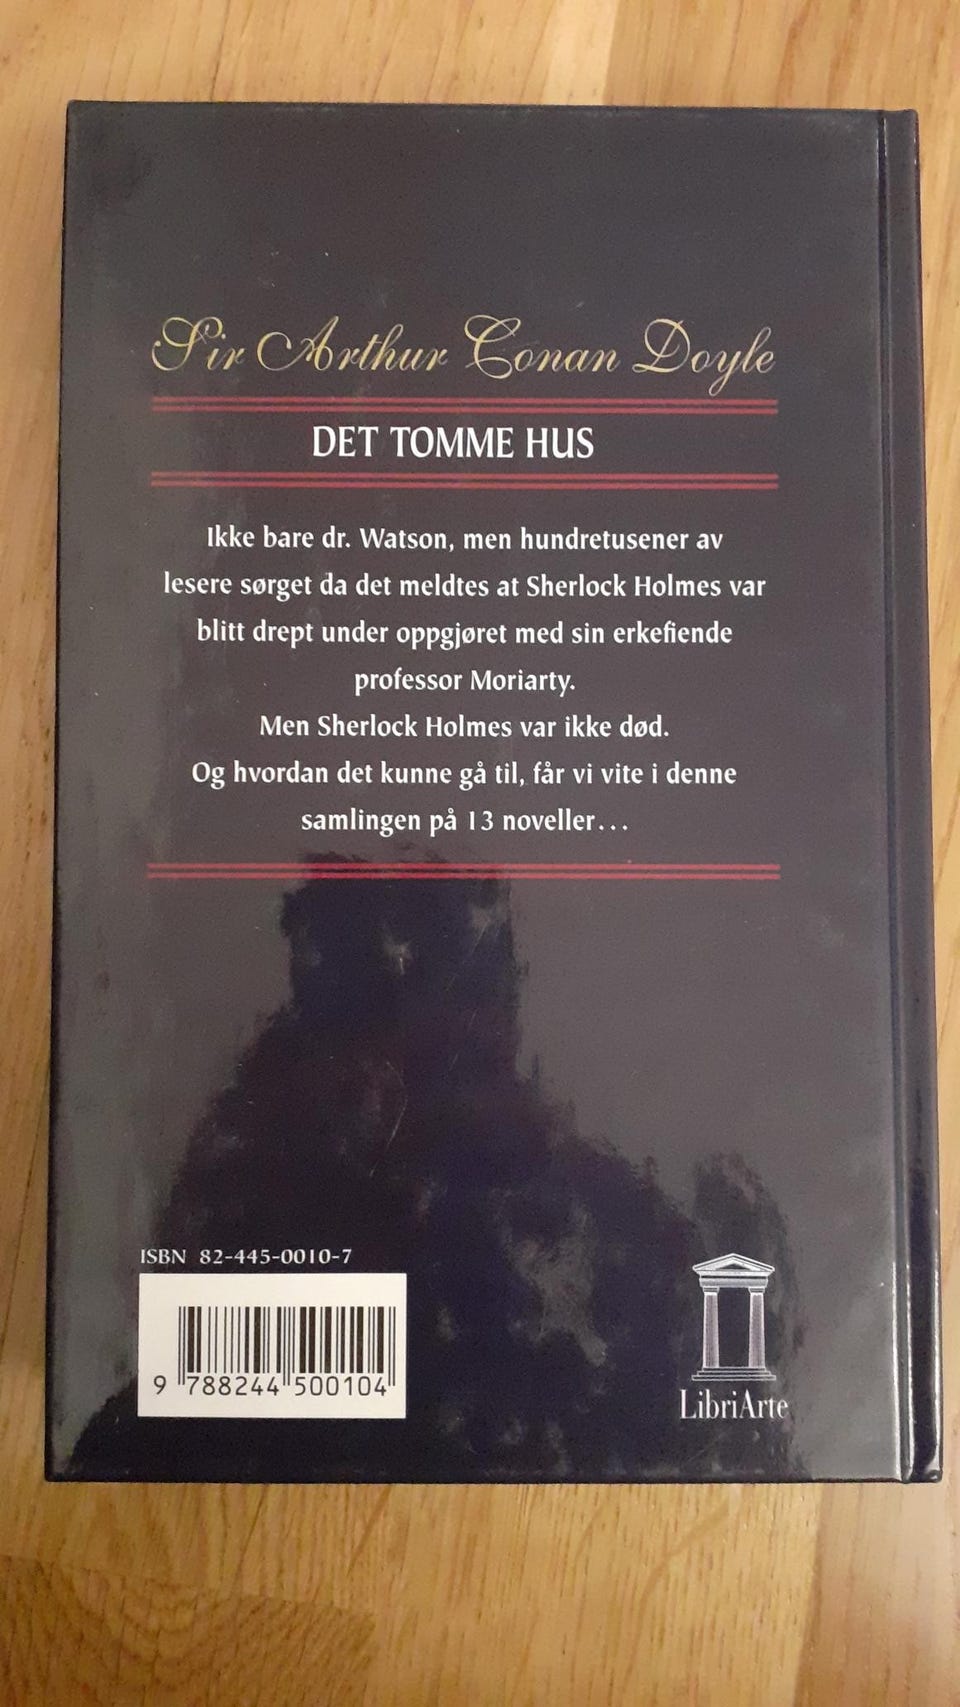 Sir Arthur Conan Doyle
DET TOMME HUS
Ikke bare dr. Watson, men hundretusener av
lesere sørget da det meldtes at Sherlock Holmes var
blitt drept under oppgjøret med sin erkefiende
professor Moriarty.
Men Sherlock Holmes var ikke død.
Og hvordan det kunne gå til, får vi vite i denne
samlingen på 13 noveller...
ISBN 82-445-0010-7
9 788244 500104
LibriArte